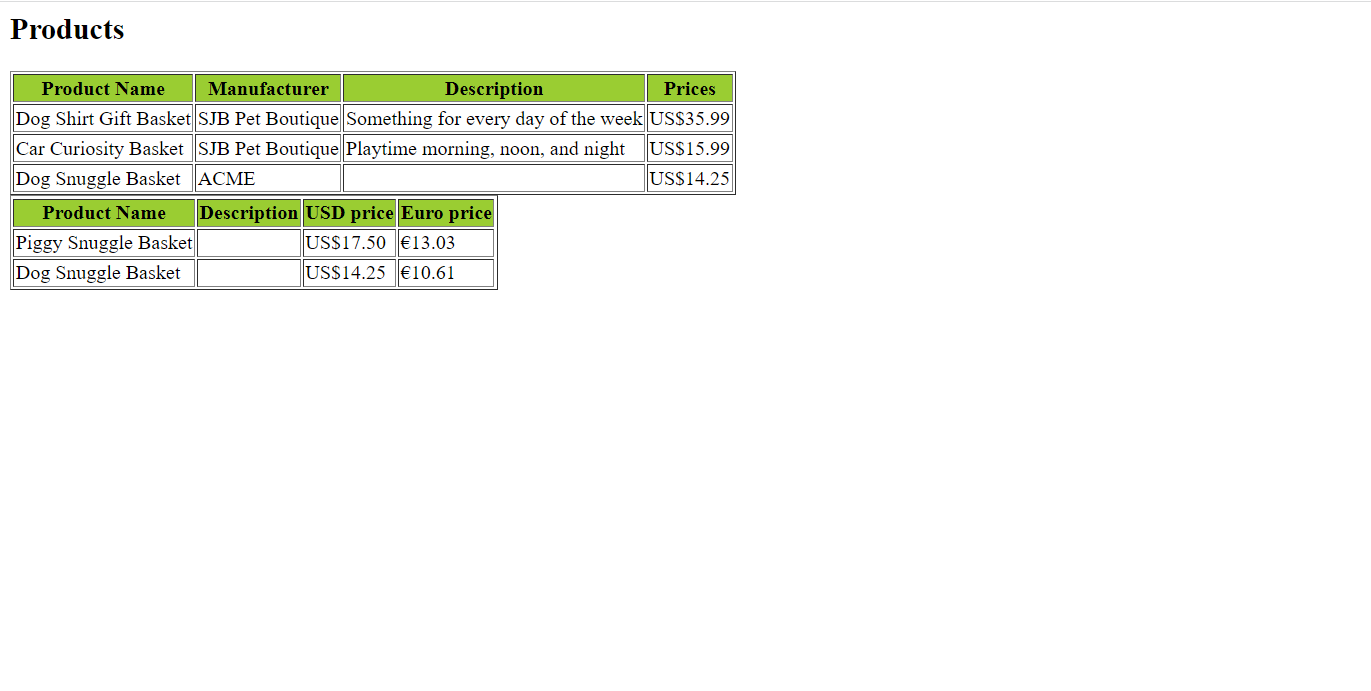 Products
Product Name Manufacturer Description Prices
Dog Shirt Gift Basket SJB Pet Boutique Something for every day of the week US$35.99
Car Curiosity Basket SJB Pet Boutique Playtime morning, noon, and night US$15.99
Dog Snuggle Basket ACME US$14.25
Product Name Description USD price Euro price
Piggy Snuggle Basket US$17.50 €13.03
Dog Snuggle Basket US$14.25 €10.61